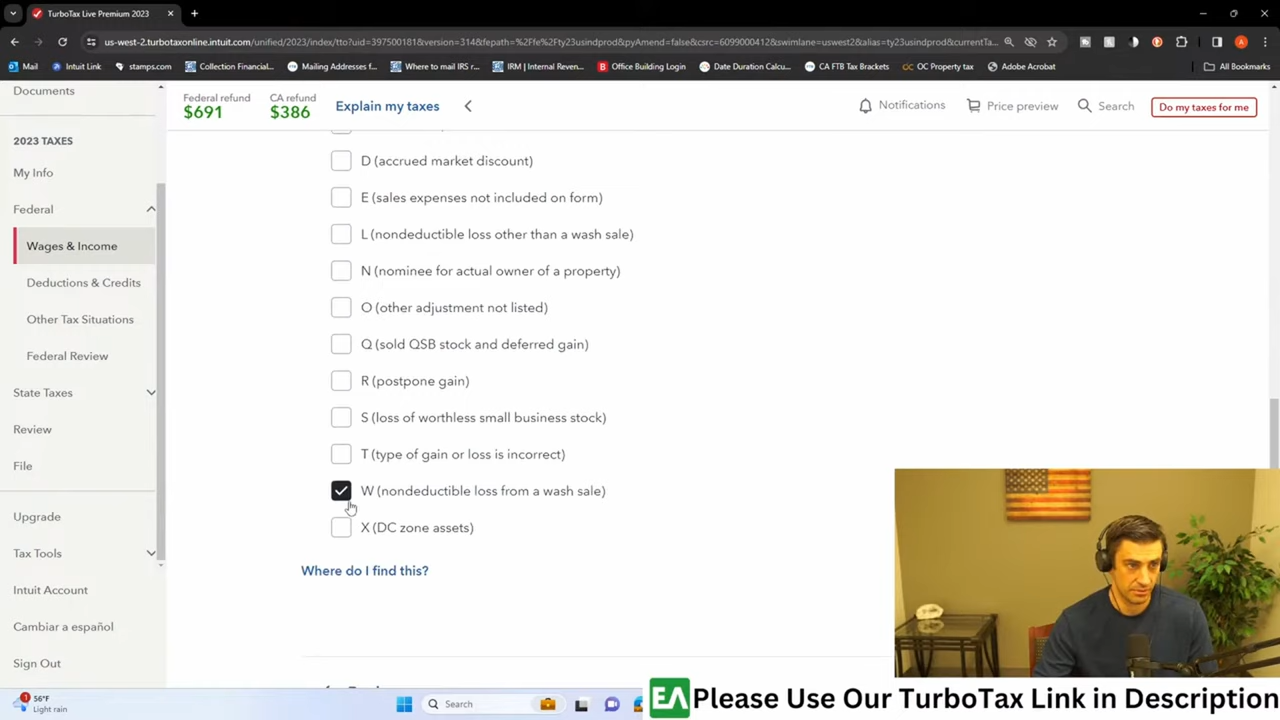 TurboTax Live Premium 2023
us-west-2.turbotaxonline.intuit.com/unified/2023/index/tto?uid=397500181&version=314&fepath=%2Ffe%2Fty23usindprod&pyAmend=false&csrc=6099000412&swimlane=uswest2&alias=ty23usindprod&currentTa...
Mail
Intuit Link
stamps.com
Collection Financial...
Mailing Addresses f...
Where to mail IRS r...
IRM | Internal Reven...
Office Building Login
Date Duration Calcu...
CA FTB Tax Brackets
OC Property tax
Adobe Acrobat
All Bookmarks
Documents
2023 TAXES
My Info
Federal
Wages & Income
Deductions & Credits
Other Tax Situations
Federal Review
State Taxes
Review
File
Upgrade
Tax Tools
Intuit Account
Cambiar a español
Sign Out
Federal refund
$691
CA refund
$386
Explain my taxes
Notifications
Price preview
Search
Do my taxes for me
D (accrued market discount)
E (sales expenses not included on form)
L (nondeductible loss other than a wash sale)
N (nominee for actual owner of a property)
O (other adjustment not listed)
Q (sold QSB stock and deferred gain)
R (postpone gain)
S (loss of worthless small business stock)
T (type of gain or loss is incorrect)
W (nondeductible loss from a wash sale)
X (DC zone assets)
Where do I find this?
1
56°F
Light rain
Search
EA
Please Use Our TurboTax Link in Description